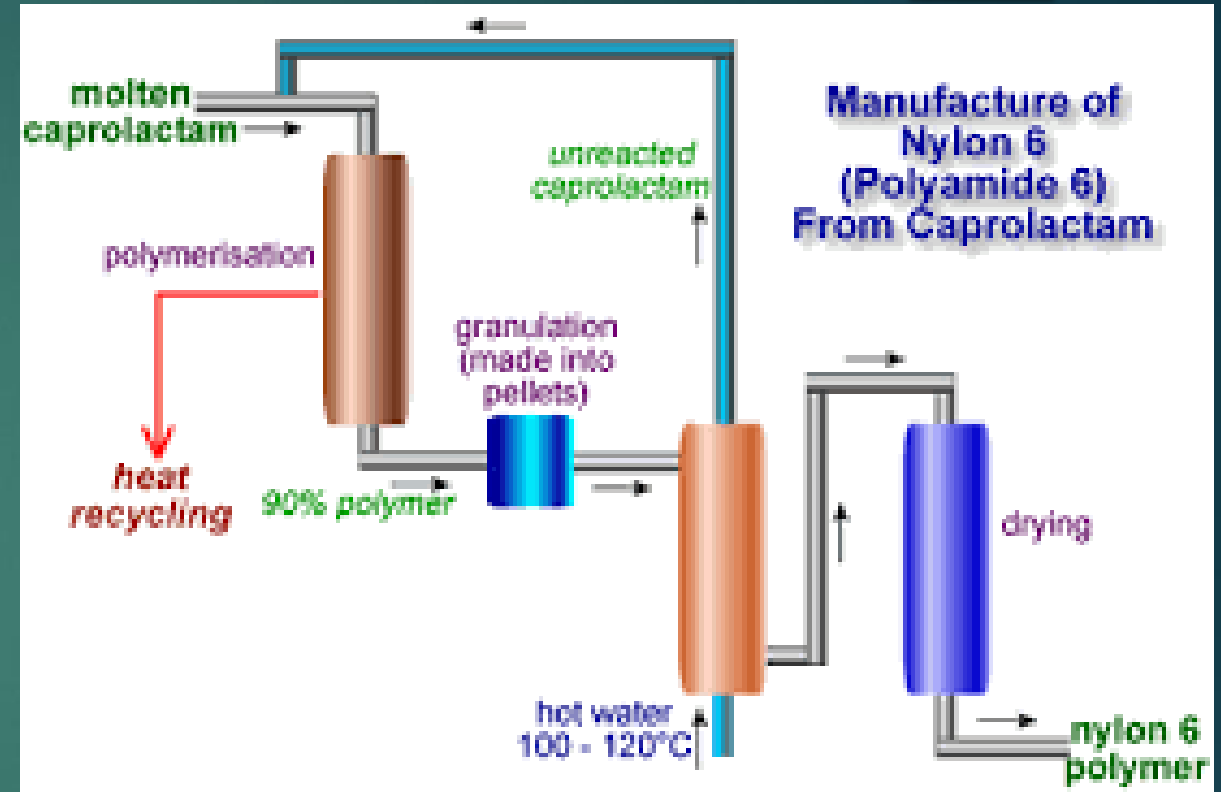 Manufacture of
Nylon 6
(Polyamide 6)
From Caprolactam
molten
caprolactam
unreacted
caprolactam
polymerisation
granulation
(made into
pellets)
heat
recycling
90% polymer
drying
hot water
100 - 120°C
nylon 6
polymer